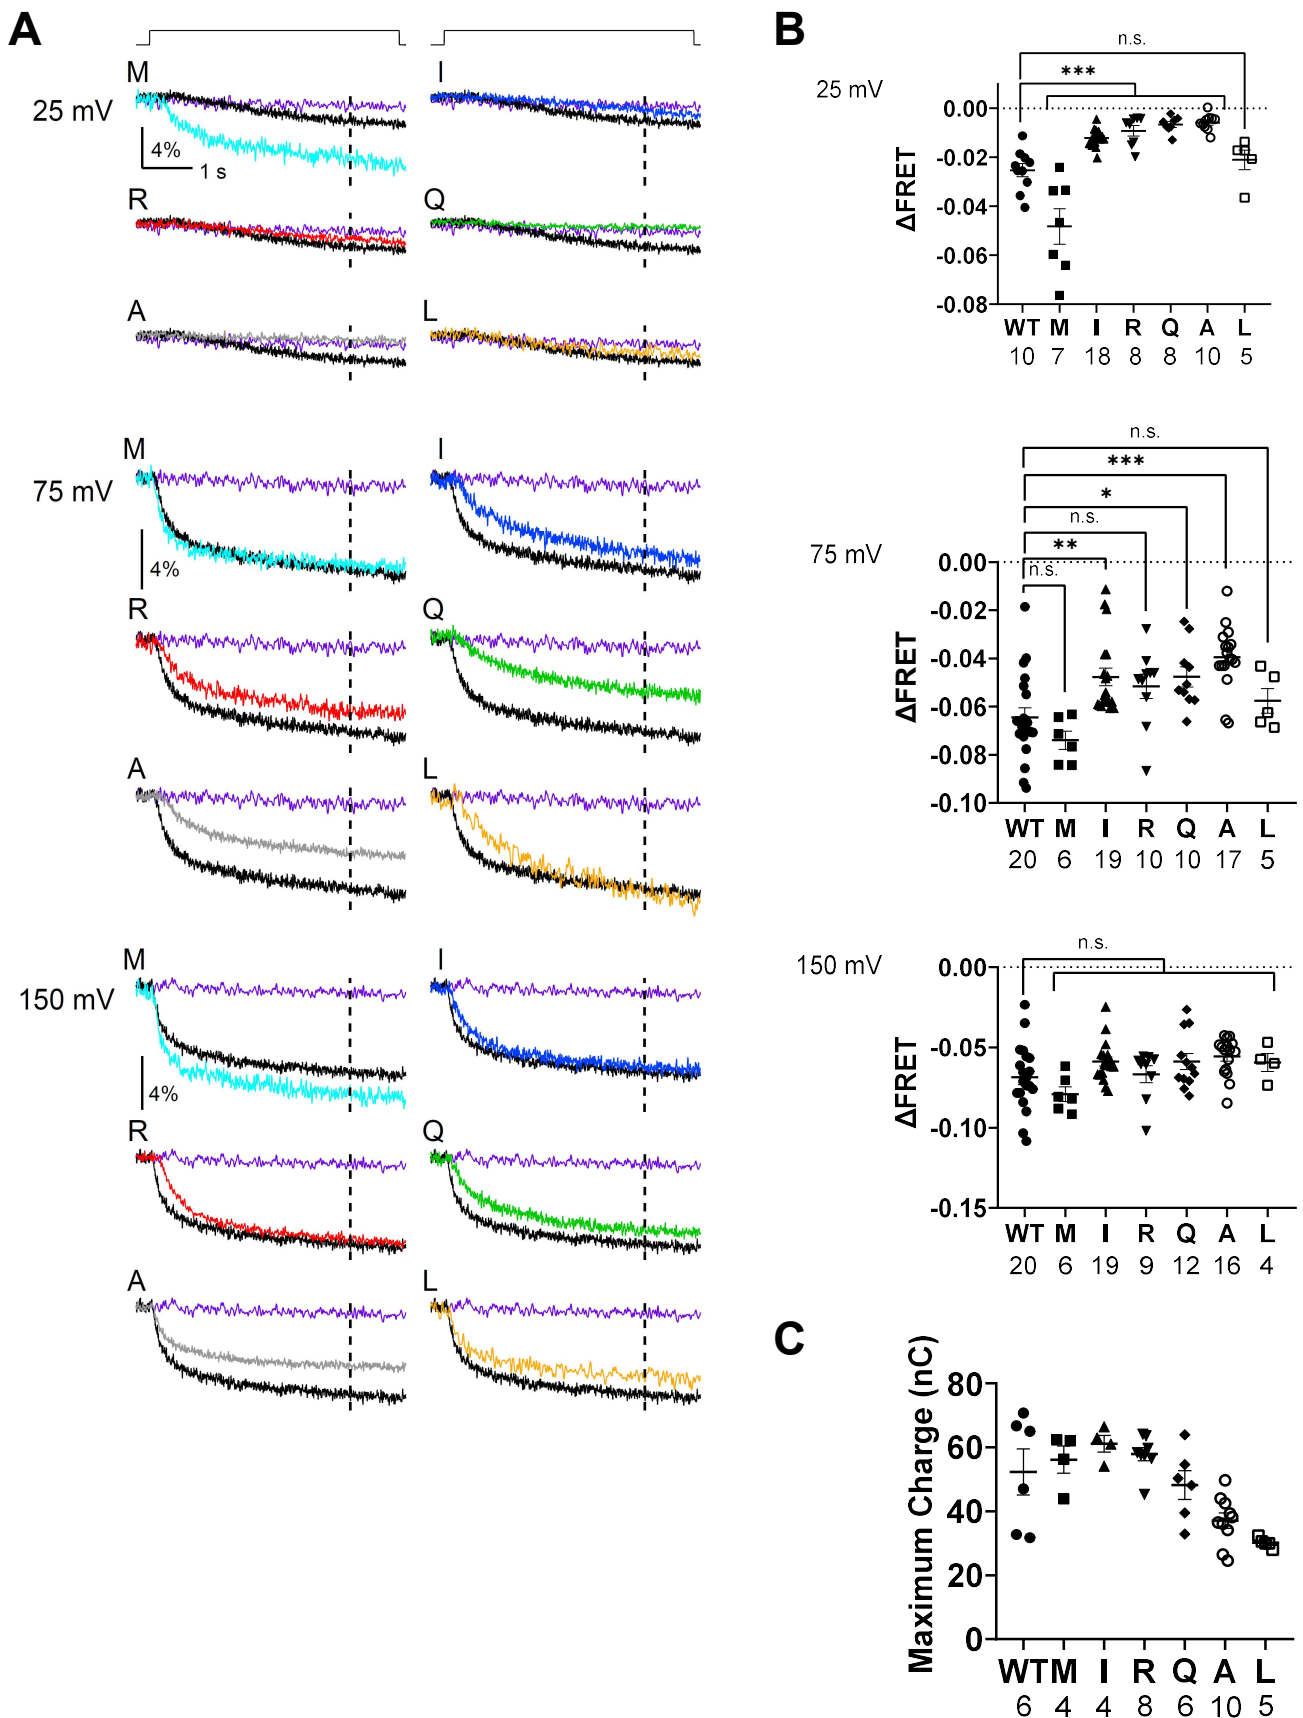 A
M
I
25 mV
4%
1 s
R
Q
A
L
M
I
75 mV
4%
R
Q
A
L
M
I
150 mV
4%
R
Q
A
L
B
n.s.
***
25 mV
0.00
-0.02
-0.04
-0.06
-0.08
ΔFRET
WT M I R Q A L
10 7 18 8 8 10 5
n.s.
***
*
n.s.
**
n.s.
75 mV
0.00
-0.02
-0.04
-0.06
-0.08
-0.10
ΔFRET
WT M I R Q A L
20 6 19 10 10 17 5
n.s.
150 mV
0.00
-0.05
-0.10
-0.15
ΔFRET
WT M I R Q A L
20 6 19 9 12 16 4
C
Maximum Charge (nC)
80
60
40
20
0
WT M I R Q A L
6 4 4 8 6 10 5